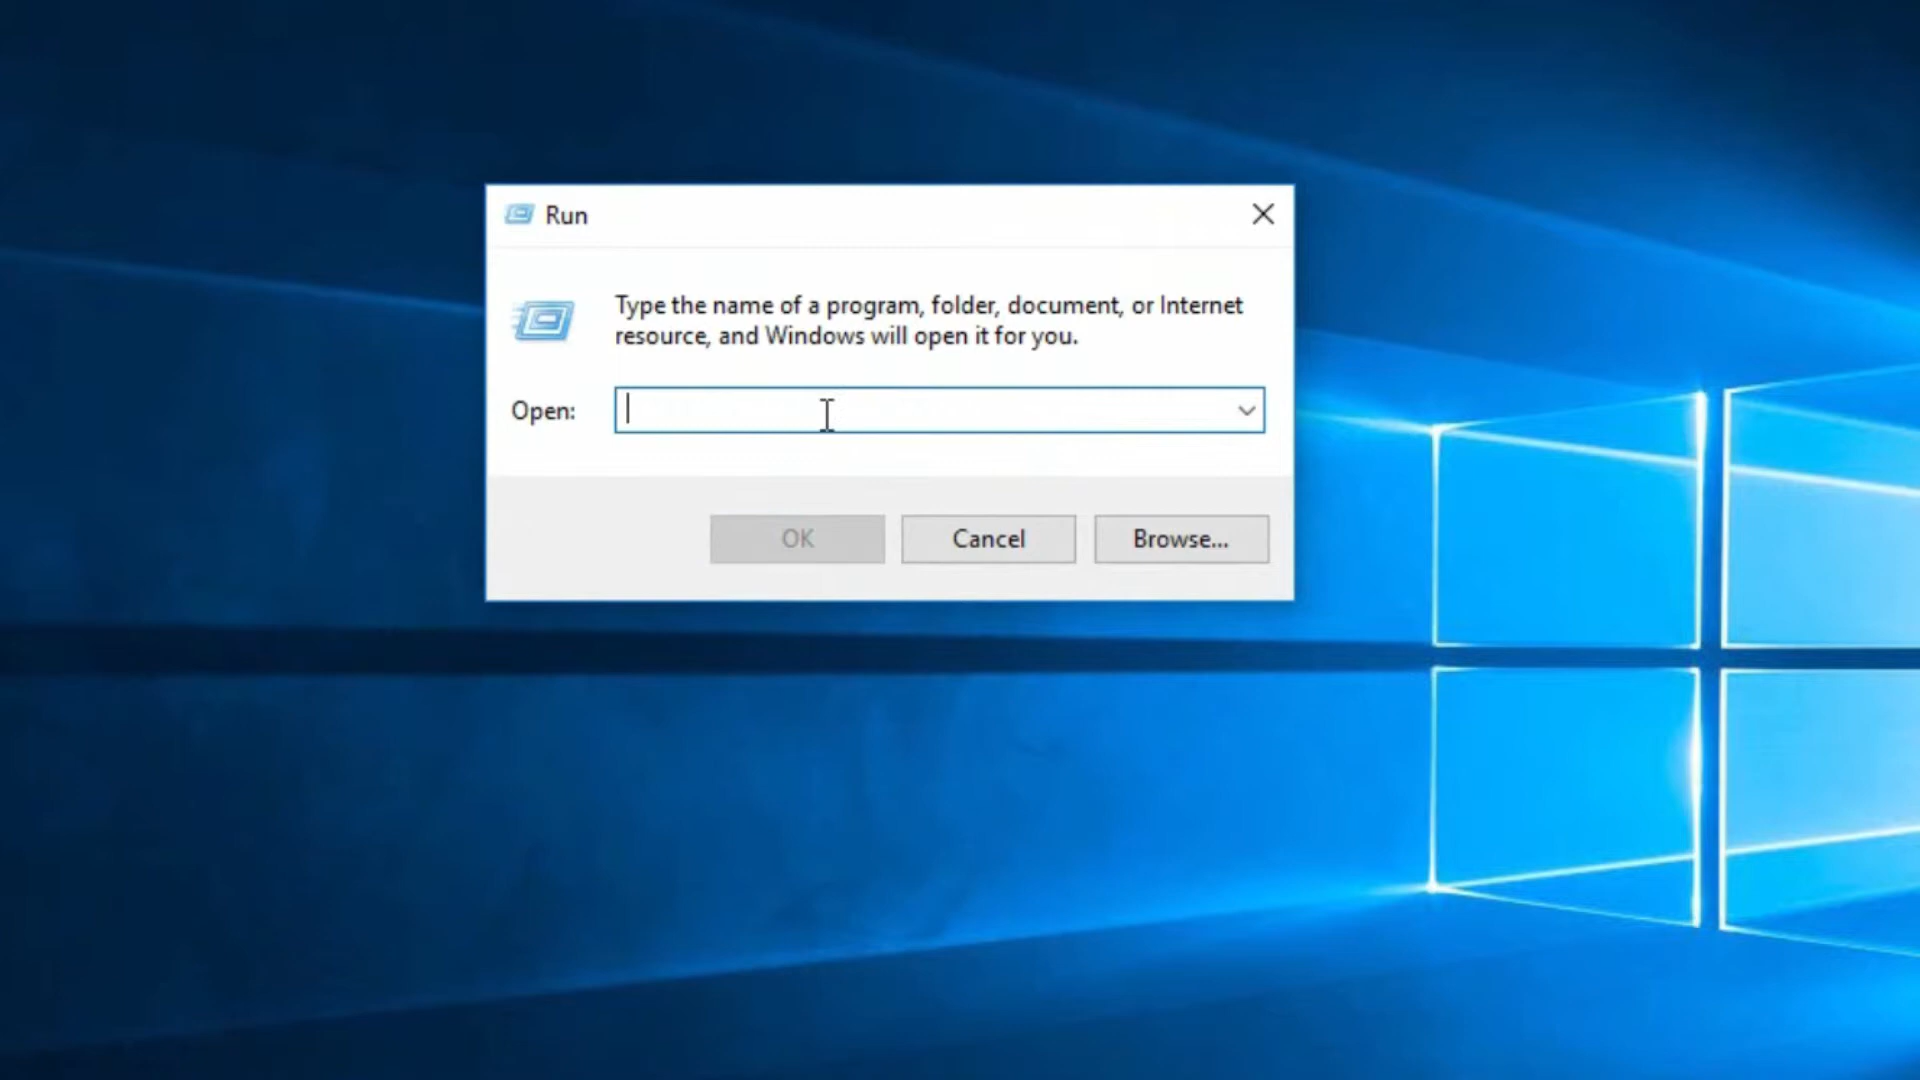 Run
Type the name of a program, folder, document, or Internet
resource, and Windows will open it for you.
Open:
OK
Cancel
Browse...